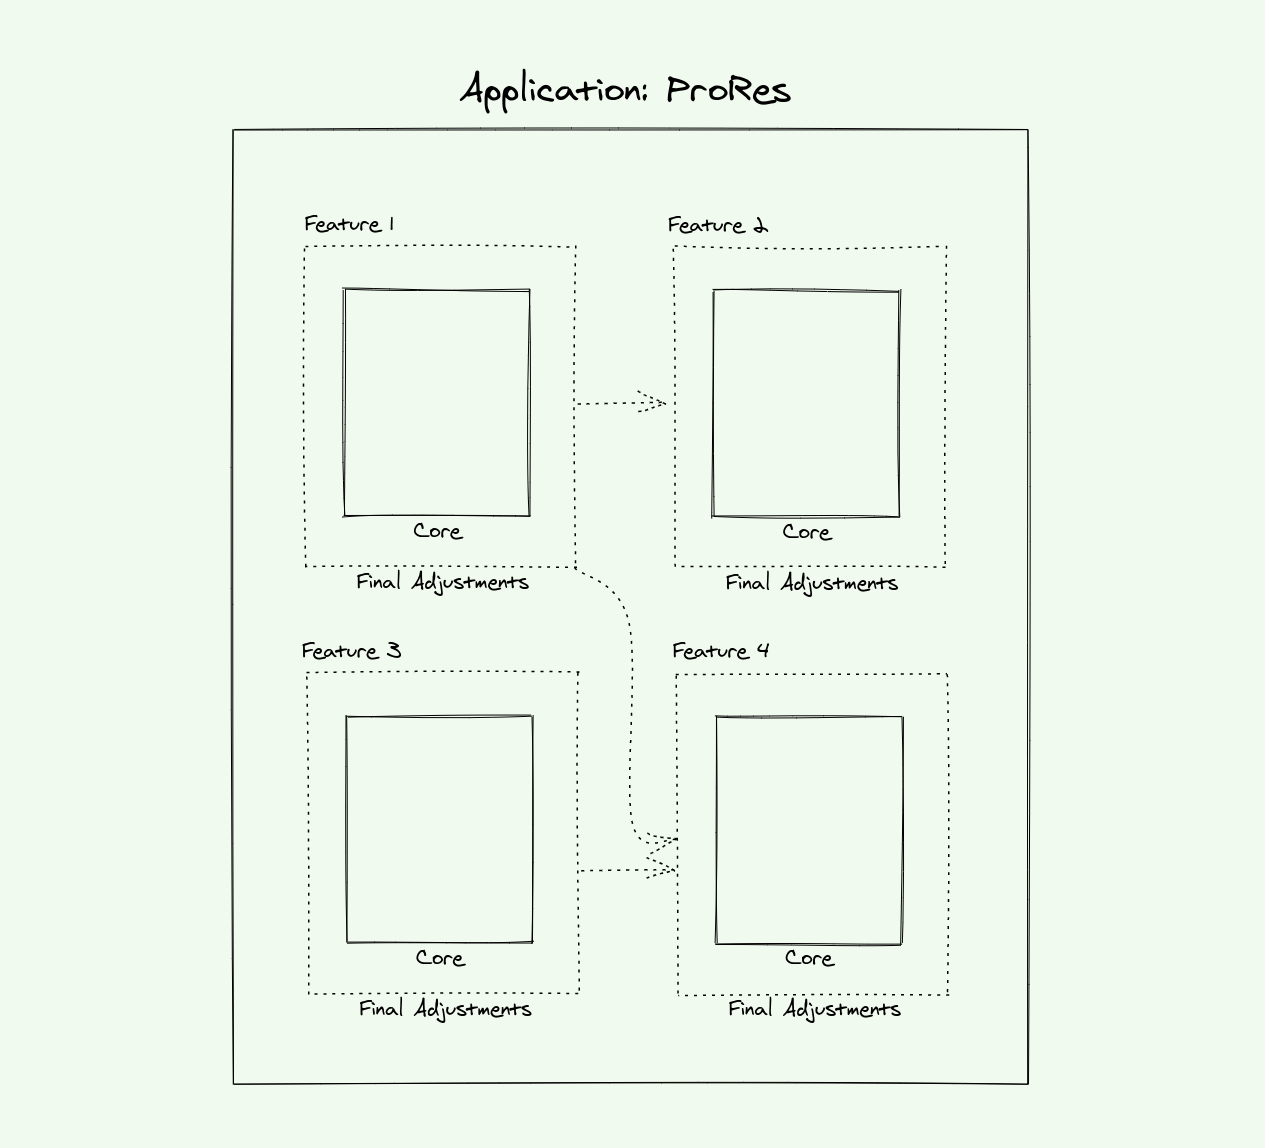 Application: ProRes
Feature 1
Feature 2
Core
Core
Final Adjustments
Final Adjustments
Feature 3
Feature 4
Core
Core
Final Adjustments
Final Adjustments